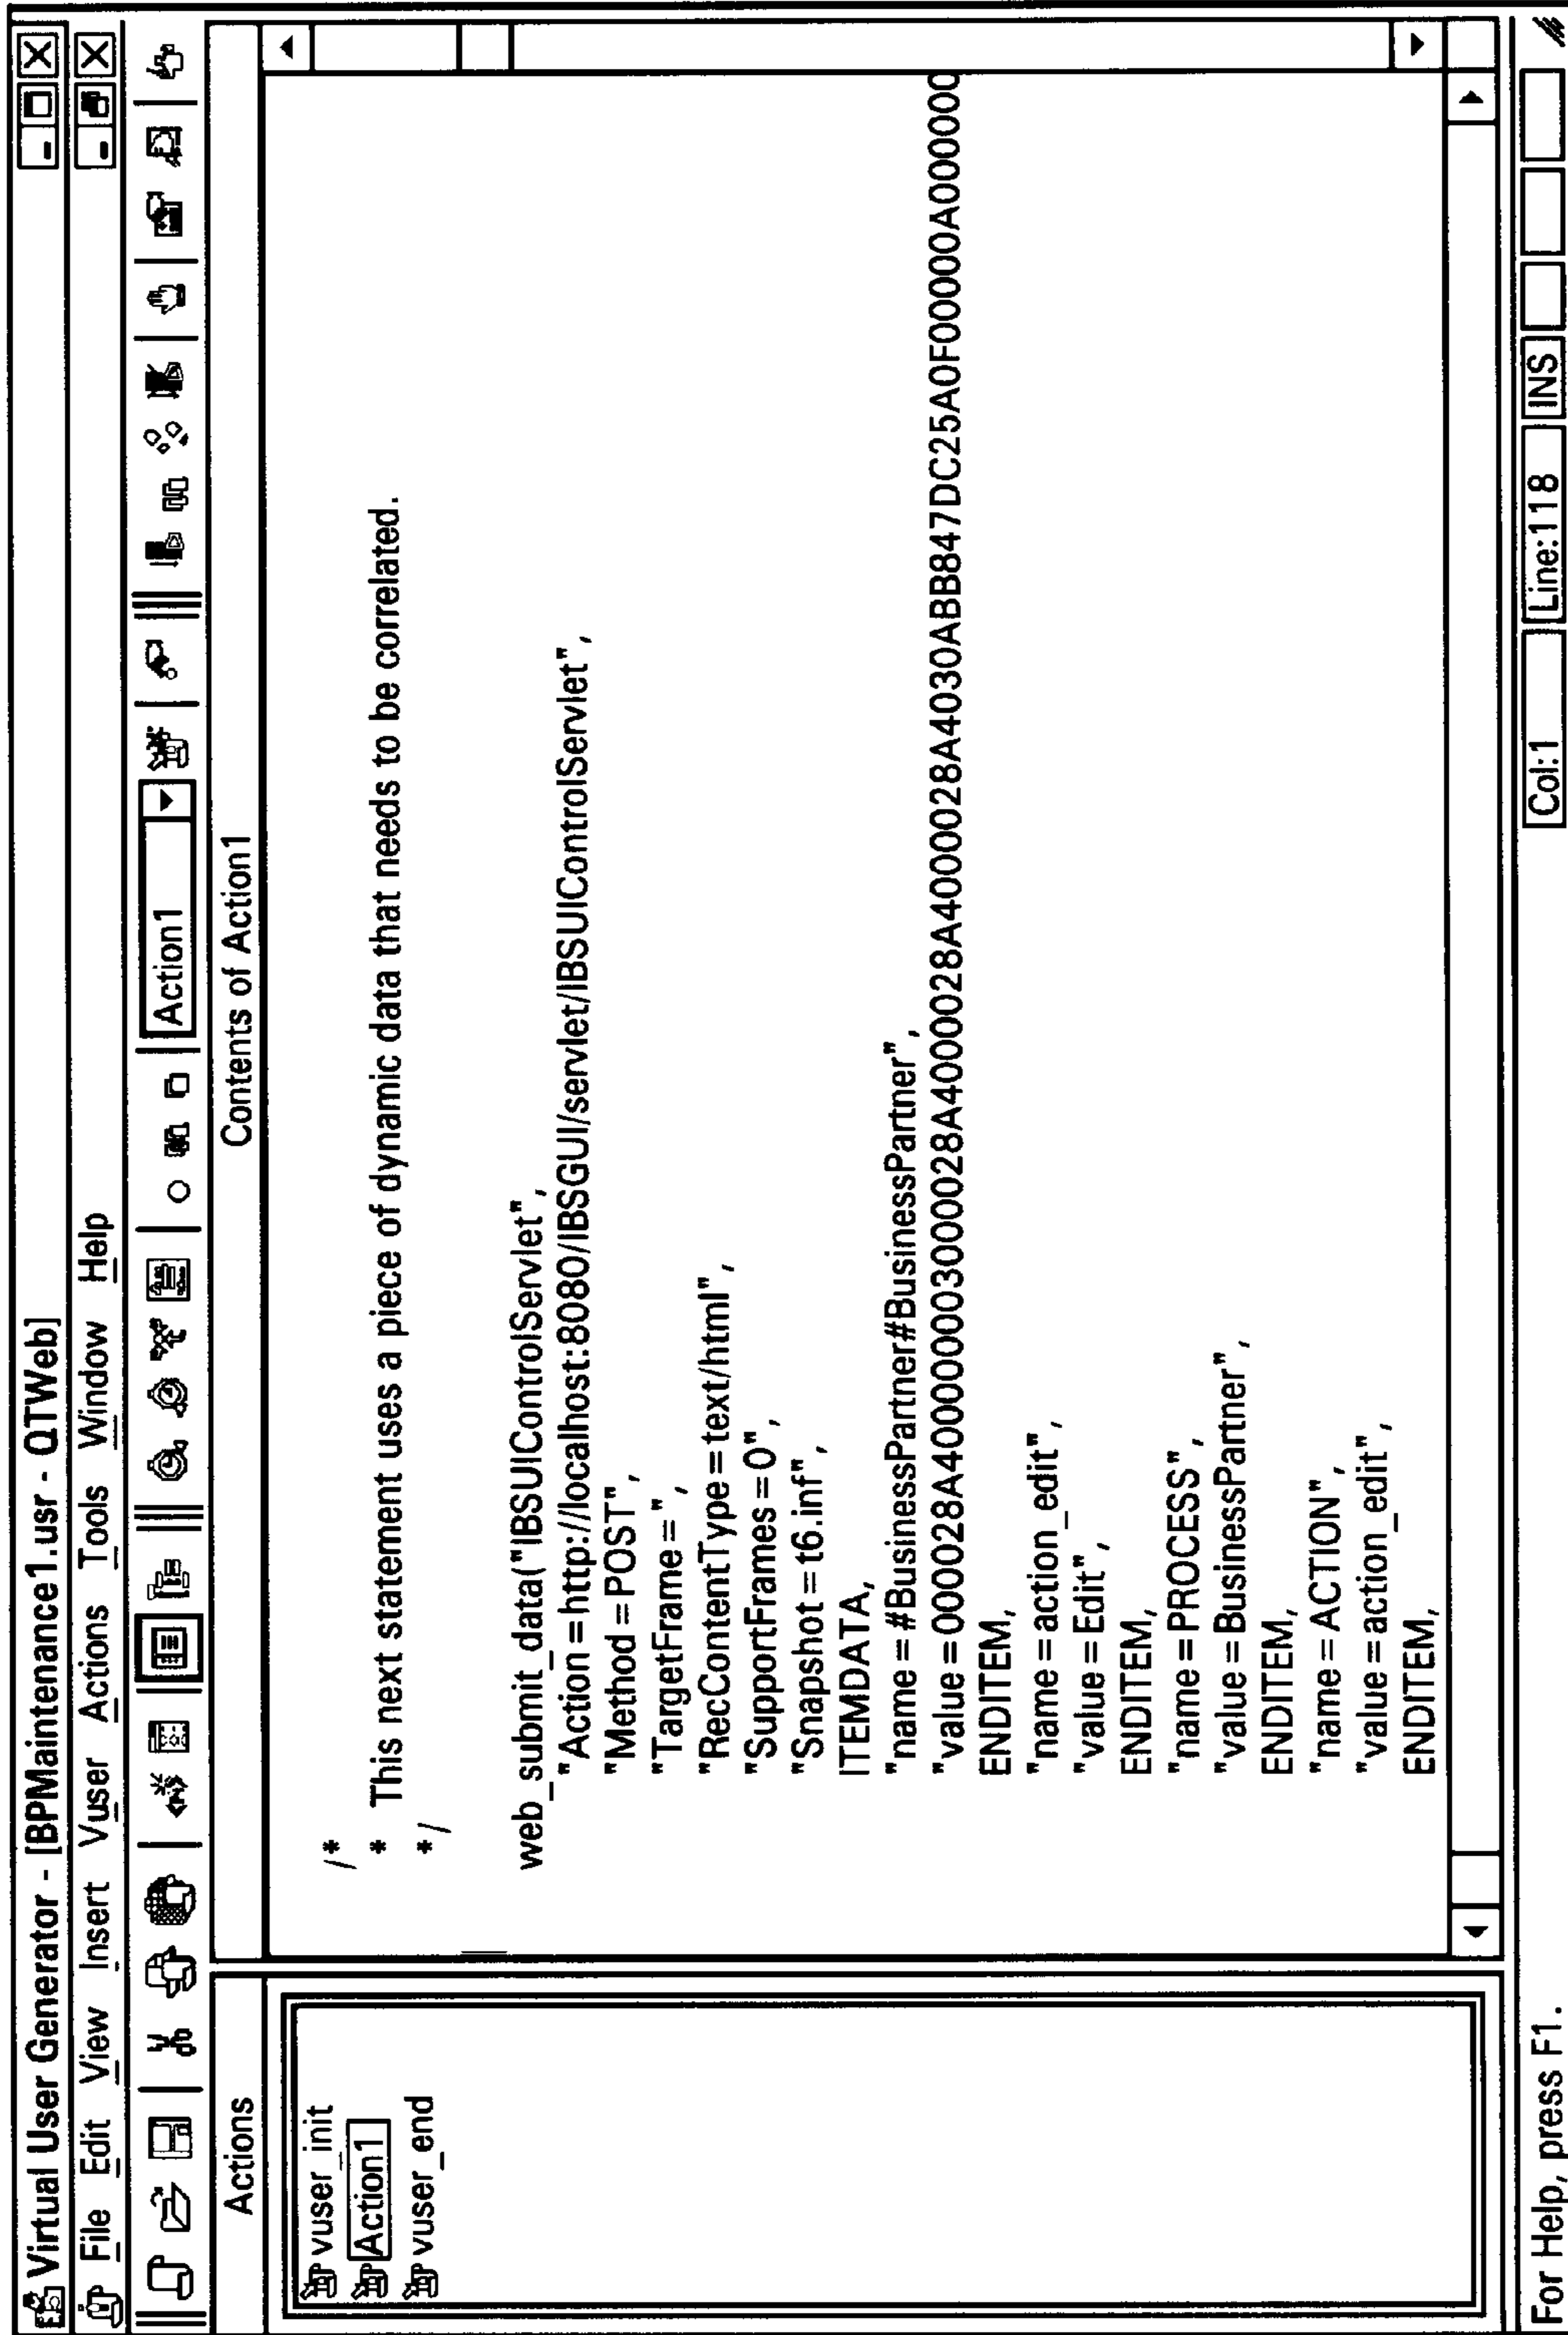 Virtual User Generator - [BPMaintenance1.usr - QTWeb]
File Edit View Insert Vuser Actions Tools Window Help
Action1
Actions
vuser_init
Action1
vuser_end
Contents of Action1
/*
* This next statement uses a piece of dynamic data that needs to be correlated.
*/
web_submit_data("IBSUIControlServlet",
"Action=http://localhost:8080/IBSGUI/servlet/IBSUIControlServlet",
"Method=POST",
"TargetFrame=",
"RecContentType=text/html",
"SupportFrames=0",
"Snapshot=t6.inf",
ITEMDATA,
"name=#BusinessPartner#BusinessPartner",
ENDITEM,
"name=action_edit",
"value=Edit",
ENDITEM,
"name=PROCESS",
"value=BusinessPartner",
ENDITEM,
"name=ACTION",
"value=action_edit",
ENDITEM,
For Help, press F1.
Col:1 Line:118 INS